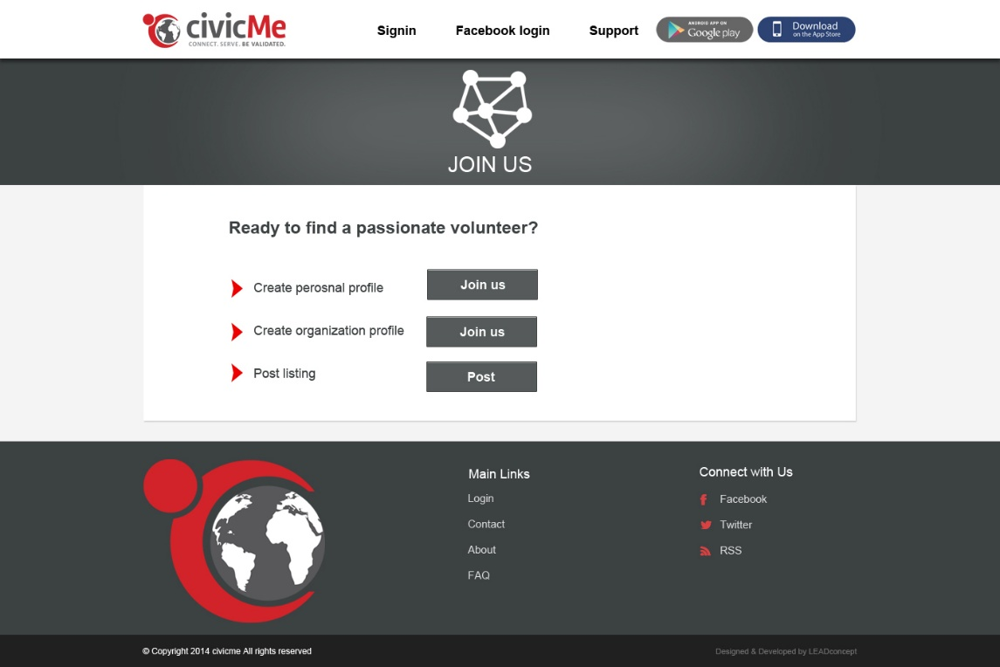 civicMe
CONNECT. SERVE. BE VALIDATED.
Signin
Facebook login
Support
ANDROID APP ON
Google play
Download
on the App Store
JOIN US
Ready to find a passionate volunteer?
Create perosnal profile
Join us
Create organization profile
Join us
Post listing
Post
Main Links
Login
Contact
About
FAQ
Connect with Us
Facebook
Twitter
RSS
© Copyright 2014 civicme All rights reserved
Designed & Developed by LEADconcept